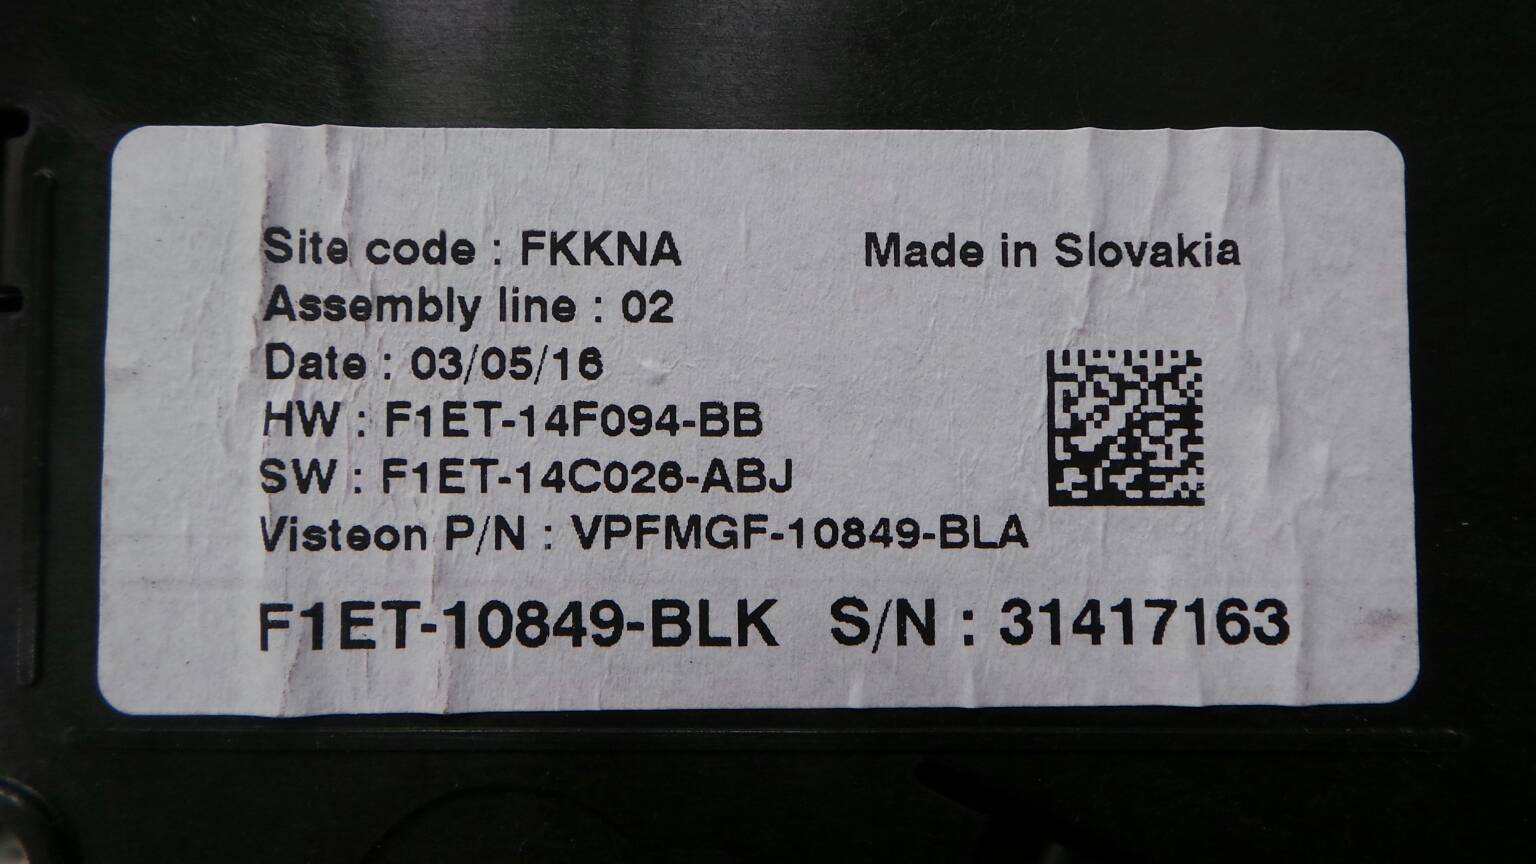 Site code : FKKNA
Made in Slovakia
Assembly line : 02
Date : 03/05/16
HW : F1ET-14F094-BB
SW : F1ET-14C026-ABJ
Visteon P/N : VPFMGF-10849-BLA
F1ET-10849-BLK S/N : 31417163